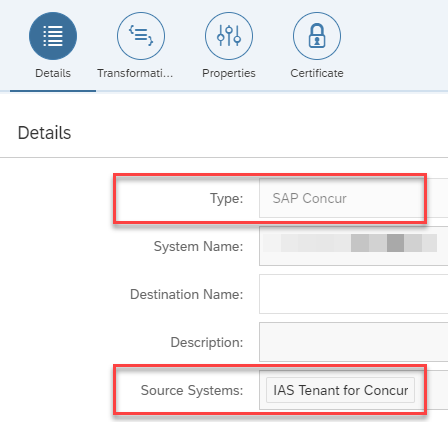 Details
Transformati...
Properties
Certificate
Details
Type: SAP Concur
System Name:
Destination Name:
Description:
Source Systems: IAS Tenant for Concur